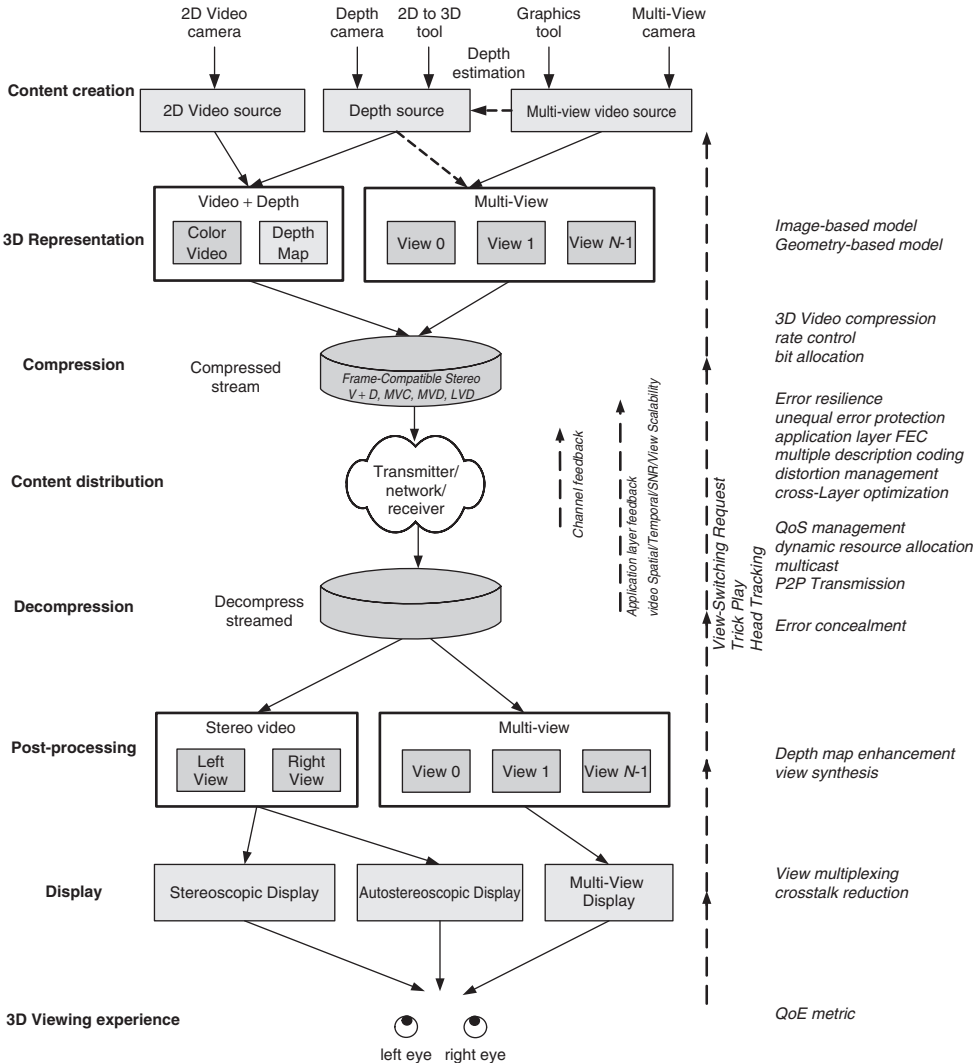 2D Video
camera
Depth
camera
2D to 3D
tool
Graphics
tool
Multi-View
camera
Depth
estimation
Content creation
2D Video source
Depth source
Multi-view video source
Video + Depth
Multi-View
3D Representation
Color
Video
Depth
Map
View 0
View 1
View N-1
Image-based model
Geometry-based model
Compression
Compressed
stream
Frame-Compatible Stereo
V + D, MVC, MVD, LVD
3D Video compression
rate control
bit allocation
Content distribution
Transmitter/
network/
receiver
Channel feedback
Application layer feedback
video Spatial/Temporal/SNR/View Scalability
View-Switching Request
Trick Play
Head Tracking
Error resilience
unequal error protection
application layer FEC
multiple description coding
distortion management
cross-Layer optimization
QoS management
dynamic resource allocation
multicast
P2P Transmission
Decompression
Decompress
streamed
Error concealment
Post-processing
Stereo video
Left
View
Right
View
Multi-view
View 0
View 1
View N-1
Depth map enhancement
view synthesis
Display
Stereoscopic Display
Autostereoscopic Display
Multi-View
Display
View multiplexing
crosstalk reduction
3D Viewing experience
left eye
right eye
QoE metric